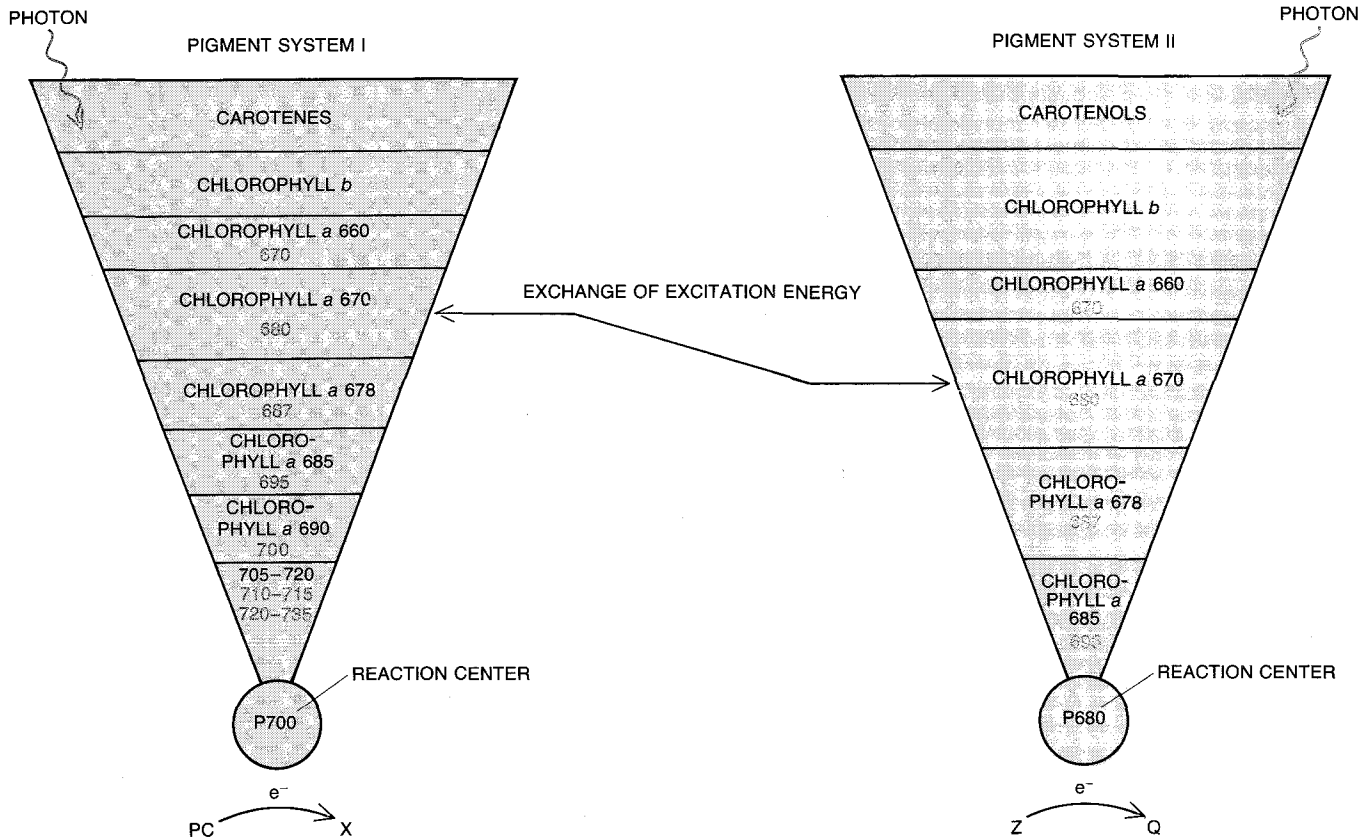 PHOTON
PIGMENT SYSTEM I
CAROTENES
CHLOROPHYLL b
CHLOROPHYLL a 660
670
CHLOROPHYLL a 670
680
CHLOROPHYLL a 678
687
CHLORO-
PHYLL a 685
695
CHLORO-
PHYLL a 690
700
705–720
710–715
720–735
P700
REACTION CENTER
e⁻
PC
X
EXCHANGE OF EXCITATION ENERGY
PHOTON
PIGMENT SYSTEM II
CAROTENOLS
CHLOROPHYLL b
CHLOROPHYLL a 660
670
CHLOROPHYLL a 670
680
CHLORO-
PHYLL a 678
687
CHLORO-
PHYLL a
685
695
P680
REACTION CENTER
e⁻
Z
Q